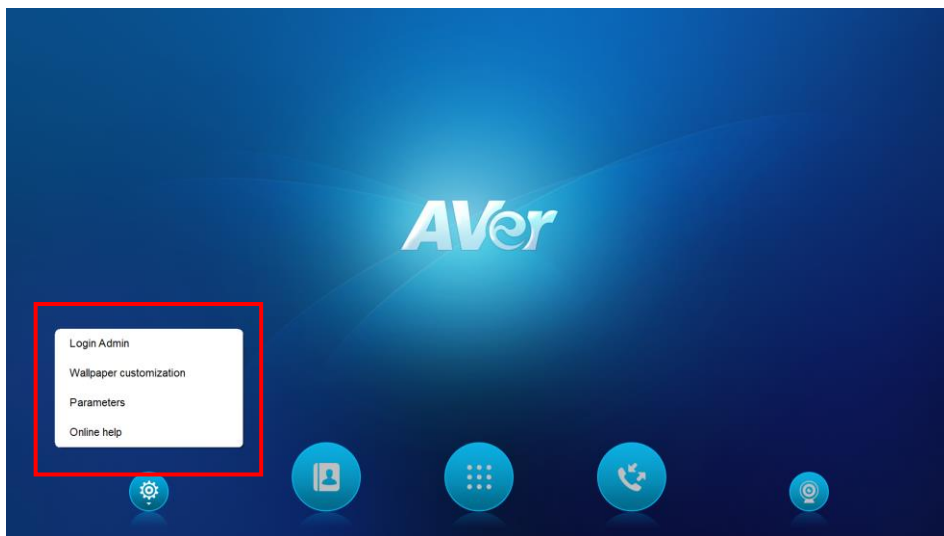 AVer
Login Admin
Wallpaper customization
Parameters
Online help